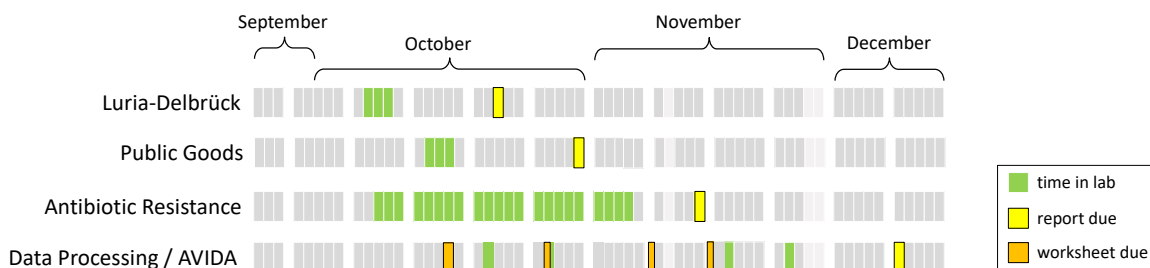 September
October
November
December
Luria-Delbrück
Public Goods
Antibiotic Resistance
Data Processing / AVIDA
time in lab
report due
worksheet due